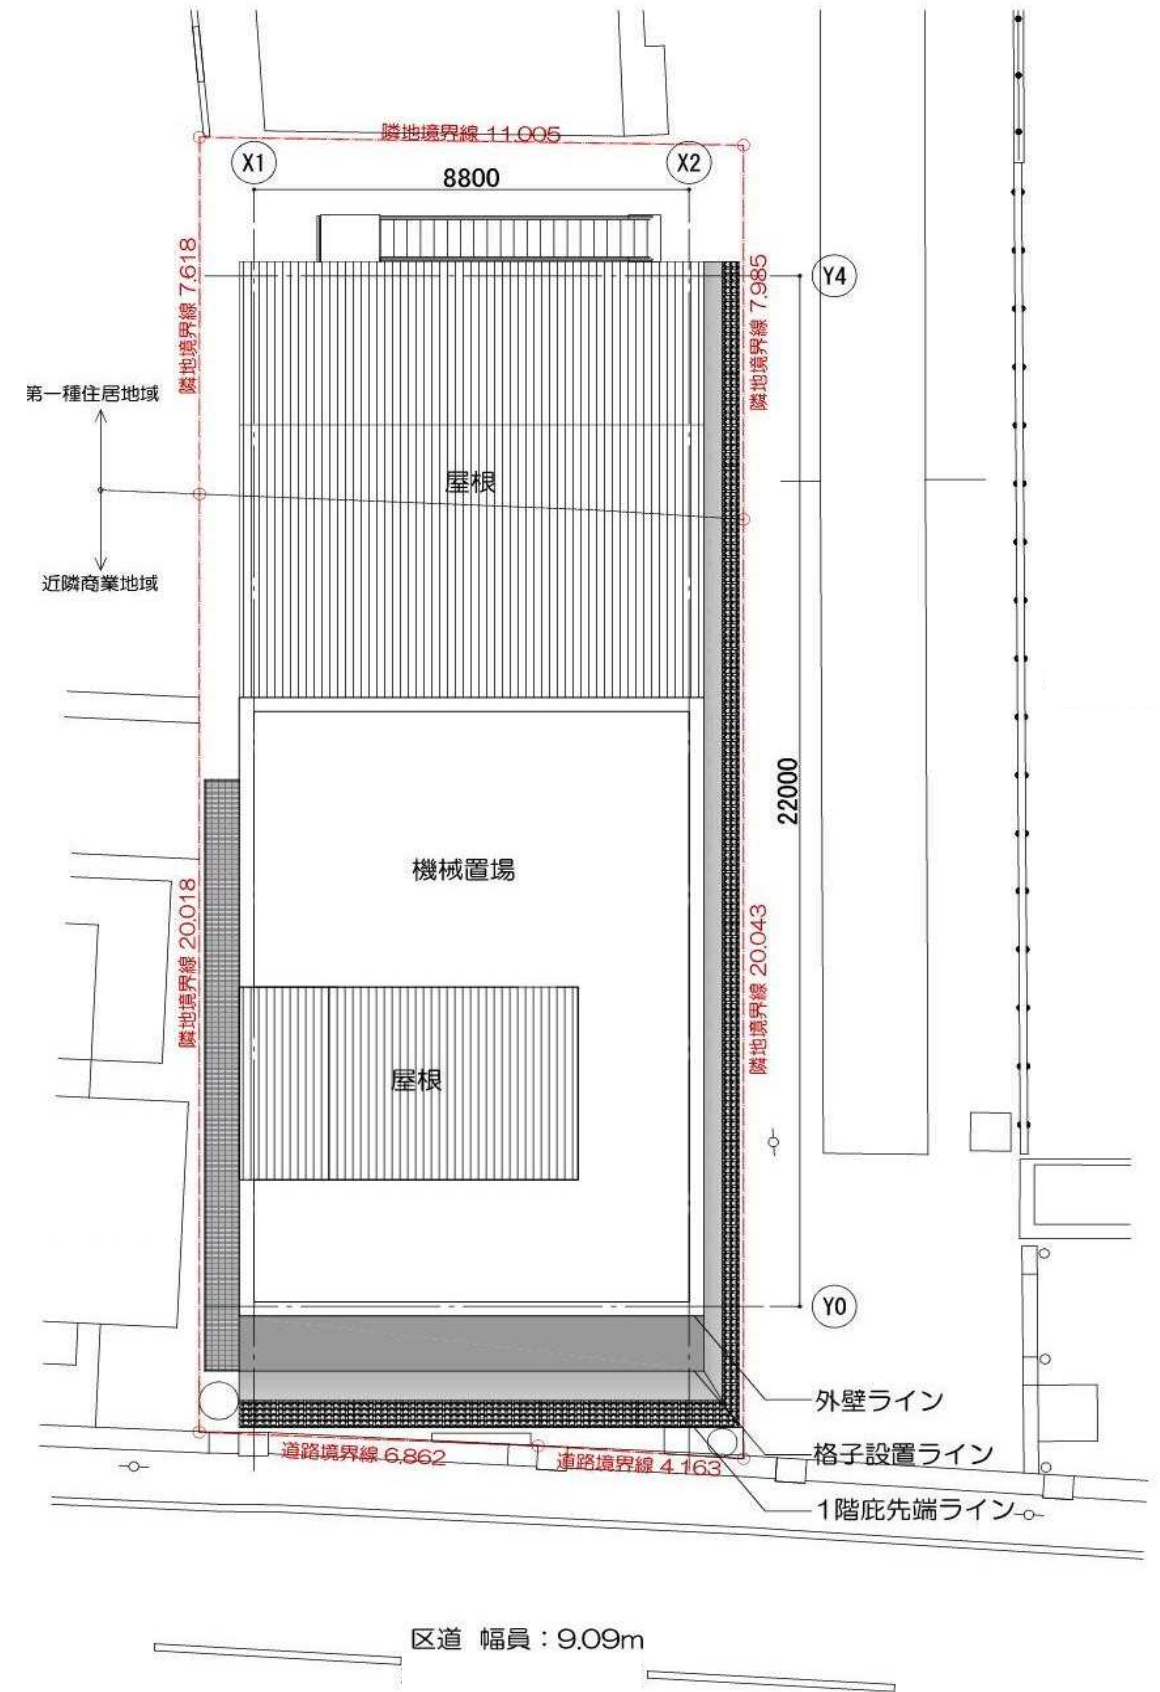 隣地境界線 11.005
X1
X2
8800
隣地境界線 7.618
隣地境界線 7.985
Y4
第一種住居地域
屋根
近隣商業地域
22000
機械置場
隣地境界線 20.018
隣地境界線 20.043
屋根
Y0
外壁ライン
道路境界線 6.862
道路境界線 4.163
格子設置ライン
1階庇先端ライン
区道 幅員：9.09m